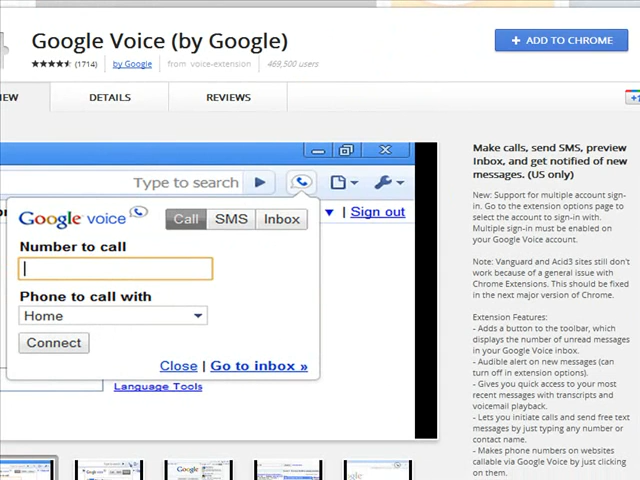 Google Voice (by Google)
+ ADD TO CHROME
(1714) by Google from voice-extension 469,500 users
DETAILS
REVIEWS
+1
Type to search
Google voice
Call SMS Inbox
| Sign out
Number to call
Phone to call with
Home
Connect
Close | Go to inbox »
Language Tools
Make calls, send SMS, preview
Inbox, and get notified of new
messages. (US only)
New: Support for multiple account sign-
in. Go to the extension options page to
select the account to sign-in with.
Multiple sign-in must be enabled on
your Google Voice account.
Note: Vanguard and Acid3 sites still don't
work because of a general issue with
Chrome Extensions. This should be fixed
in the next major version of Chrome.
Extension Features:
- Adds a button to the toolbar, which
displays the number of unread messages
in your Google Voice inbox.
- Audible alert on new messages (can
turn off in extension options).
- Gives you quick access to your most
recent messages with transcripts and
voicemail playback.
- Lets you initiate calls and send free text
messages by just typing any number or
contact name.
- Makes phone numbers on websites
callable via Google Voice by just clicking
on them.